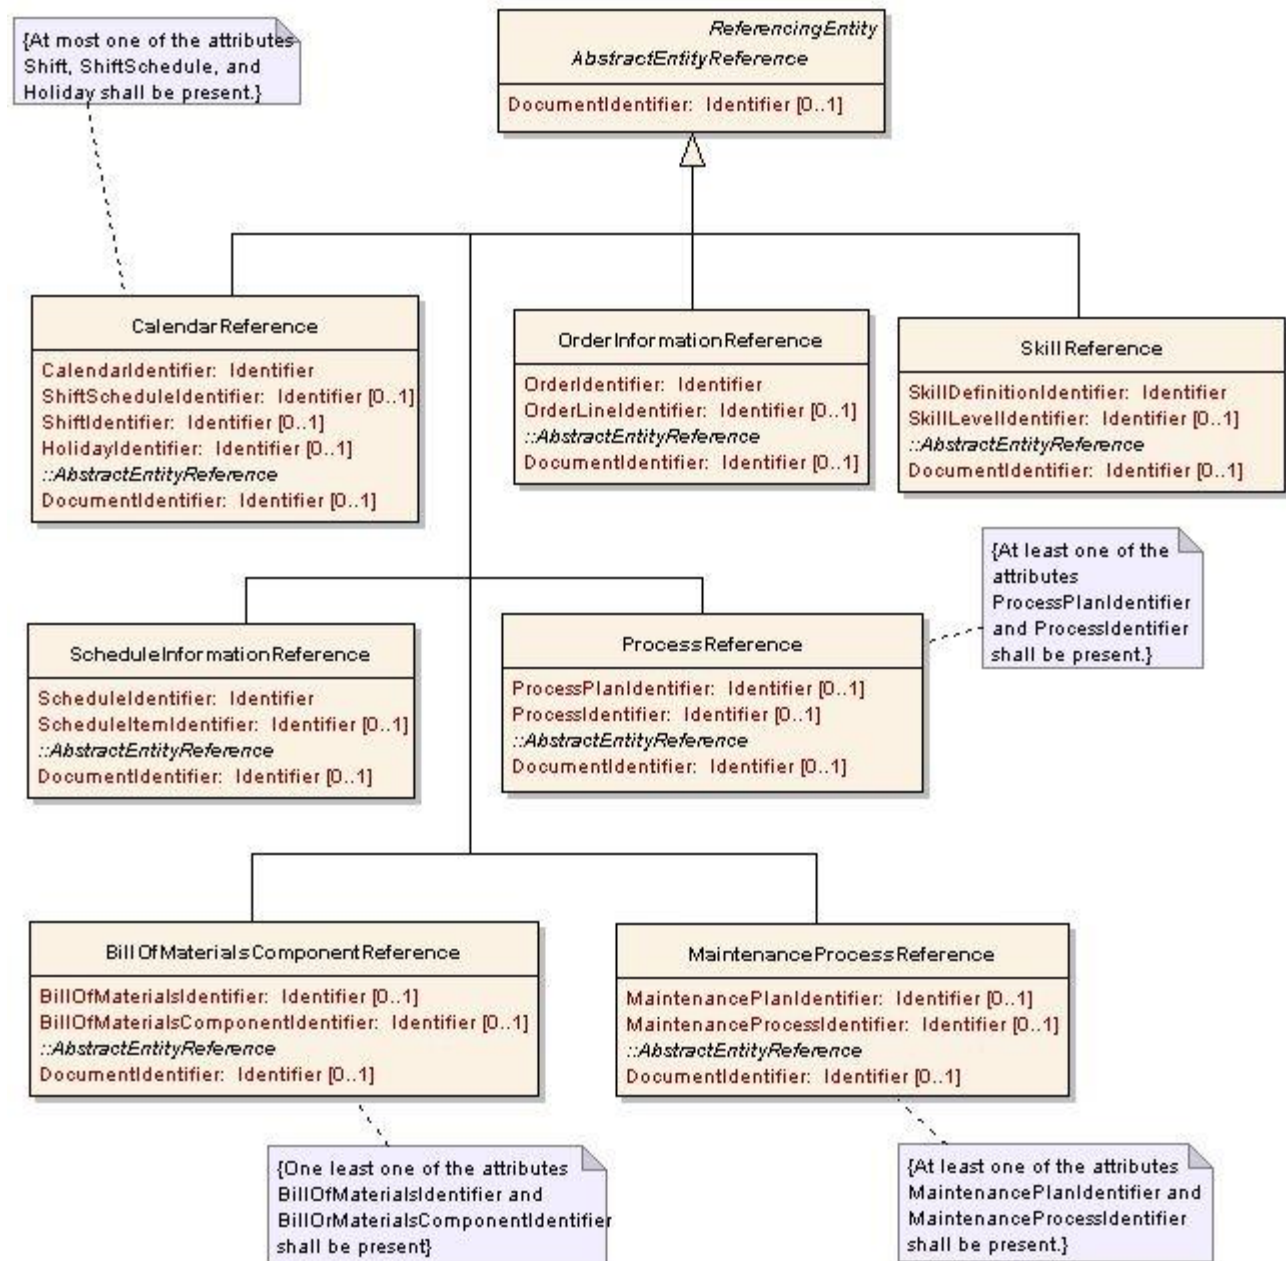 {At most one of the attributes
Shift, ShiftSchedule, and
Holiday shall be present.}
ReferencingEntity
AbstractEntityReference
DocumentIdentifier: Identifier [0..1]
CalendarReference
CalendarIdentifier: Identifier
ShiftScheduleIdentifier: Identifier [0..1]
ShiftIdentifier: Identifier [0..1]
HolidayIdentifier: Identifier [0..1]
::AbstractEntityReference
DocumentIdentifier: Identifier [0..1]
OrderInformationReference
OrderIdentifier: Identifier
OrderLineIdentifier: Identifier [0..1]
::AbstractEntityReference
DocumentIdentifier: Identifier [0..1]
SkillReference
SkillDefinitionIdentifier: Identifier
SkillLevelIdentifier: Identifier [0..1]
::AbstractEntityReference
DocumentIdentifier: Identifier [0..1]
{At least one of the
attributes
ProcessPlanIdentifier
and ProcessIdentifier
shall be present.}
ScheduleInformationReference
ScheduleIdentifier: Identifier
ScheduleItemIdentifier: Identifier [0..1]
::AbstractEntityReference
DocumentIdentifier: Identifier [0..1]
ProcessReference
ProcessPlanIdentifier: Identifier [0..1]
ProcessIdentifier: Identifier [0..1]
::AbstractEntityReference
DocumentIdentifier: Identifier [0..1]
BillOfMaterialsComponentReference
BillOfMaterialsIdentifier: Identifier [0..1]
BillOfMaterialsComponentIdentifier: Identifier [0..1]
::AbstractEntityReference
DocumentIdentifier: Identifier [0..1]
MaintenanceProcessReference
MaintenancePlanIdentifier: Identifier [0..1]
MaintenanceProcessIdentifier: Identifier [0..1]
::AbstractEntityReference
DocumentIdentifier: Identifier [0..1]
{One least one of the attributes
BillOfMaterialsIdentifier and
BillOrMaterialsComponentIdentifier
shall be present}
{At least one of the attributes
MaintenancePlanIdentifier and
MaintenanceProcessIdentifier
shall be present.}